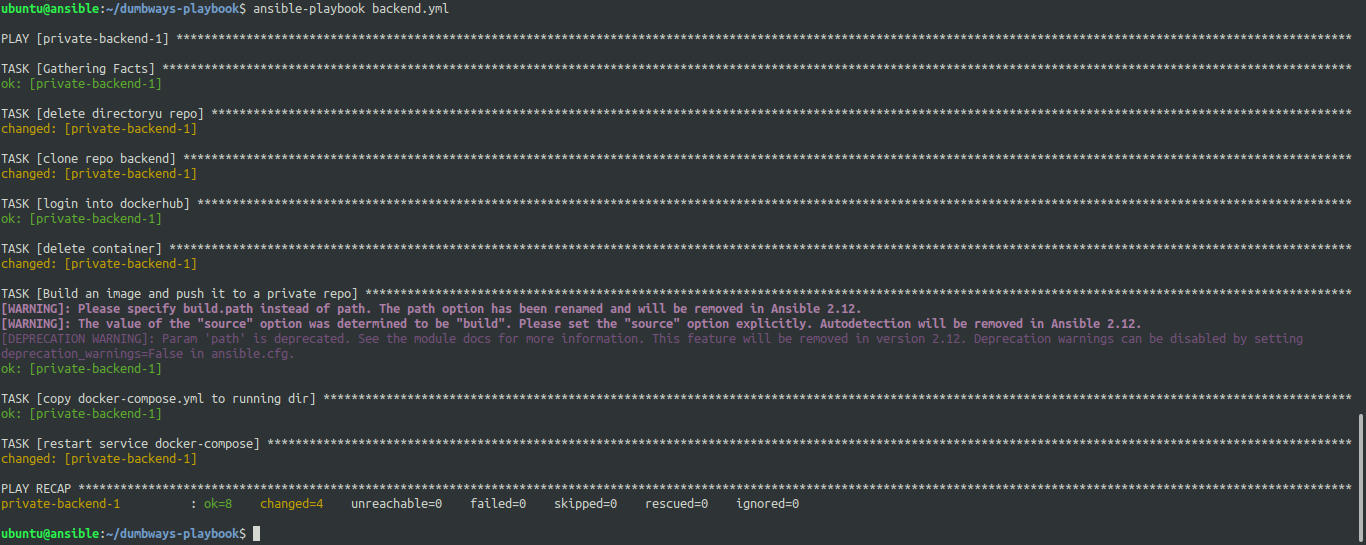 ubuntu@ansible:~/dumbways-playbook$ ansible-playbook backend.yml
PLAY [private-backend-1] ************************************************************************************************************************************************************************
TASK [Gathering Facts] **************************************************************************************************************************************************************************
ok: [private-backend-1]
TASK [delete directoryu repo] *******************************************************************************************************************************************************************
changed: [private-backend-1]
TASK [clone repo backend] ***********************************************************************************************************************************************************************
changed: [private-backend-1]
TASK [login into dockerhub] *********************************************************************************************************************************************************************
ok: [private-backend-1]
TASK [delete container] *************************************************************************************************************************************************************************
changed: [private-backend-1]
TASK [Build an image and push it to a private repo] *********************************************************************************************************************************************
[WARNING]: Please specify build.path instead of path. The path option has been renamed and will be removed in Ansible 2.12.
[WARNING]: The value of the "source" option was determined to be "build". Please set the "source" option explicitly. Autodetection will be removed in Ansible 2.12.
[DEPRECATION WARNING]: Param 'path' is deprecated. See the module docs for more information. This feature will be removed in version 2.12. Deprecation warnings can be disabled by setting
deprecation_warnings=False in ansible.cfg.
ok: [private-backend-1]
TASK [copy docker-compose.yml to running dir] ***************************************************************************************************************************************************
ok: [private-backend-1]
TASK [restart service docker-compose] ***********************************************************************************************************************************************************
changed: [private-backend-1]
PLAY RECAP **************************************************************************************************************************************************************************************
private-backend-1          : ok=8    changed=4    unreachable=0    failed=0    skipped=0    rescued=0    ignored=0
ubuntu@ansible:~/dumbways-playbook$